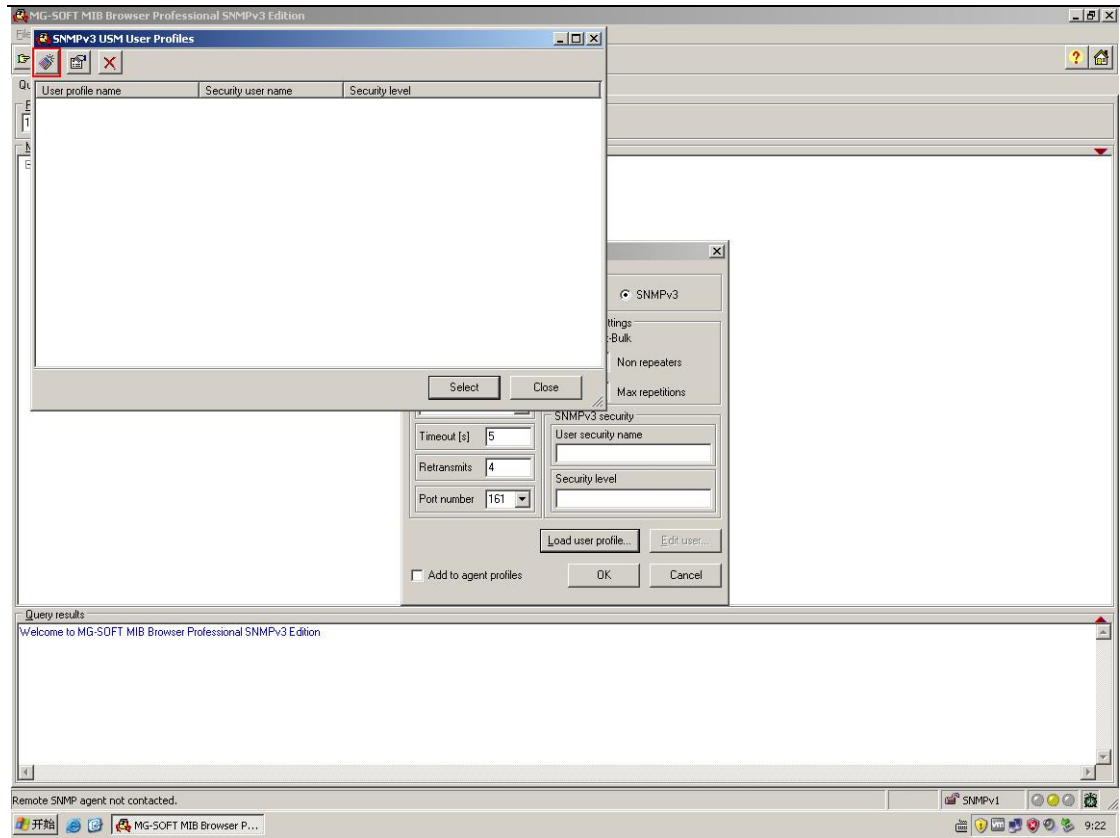 MG-SOFT MIB Browser Professional SNMPv3 Edition
SNMPv3 USM User Profiles
User profile name Security user name Security level
SNMPv3
Non repeaters
Select Close
Max repetitions
SNMPv3 security
Timeout [s] 5
User security name
Retransmits 4
Security level
Port number 161
Load user profile... Edit user...
Add to agent profiles OK Cancel
Query results
Welcome to MG-SOFT MIB Browser Professional SNMPv3 Edition
Remote SNMP agent not contacted. SNMPv1
开始 MG-SOFT MIB Browser P... 9:22